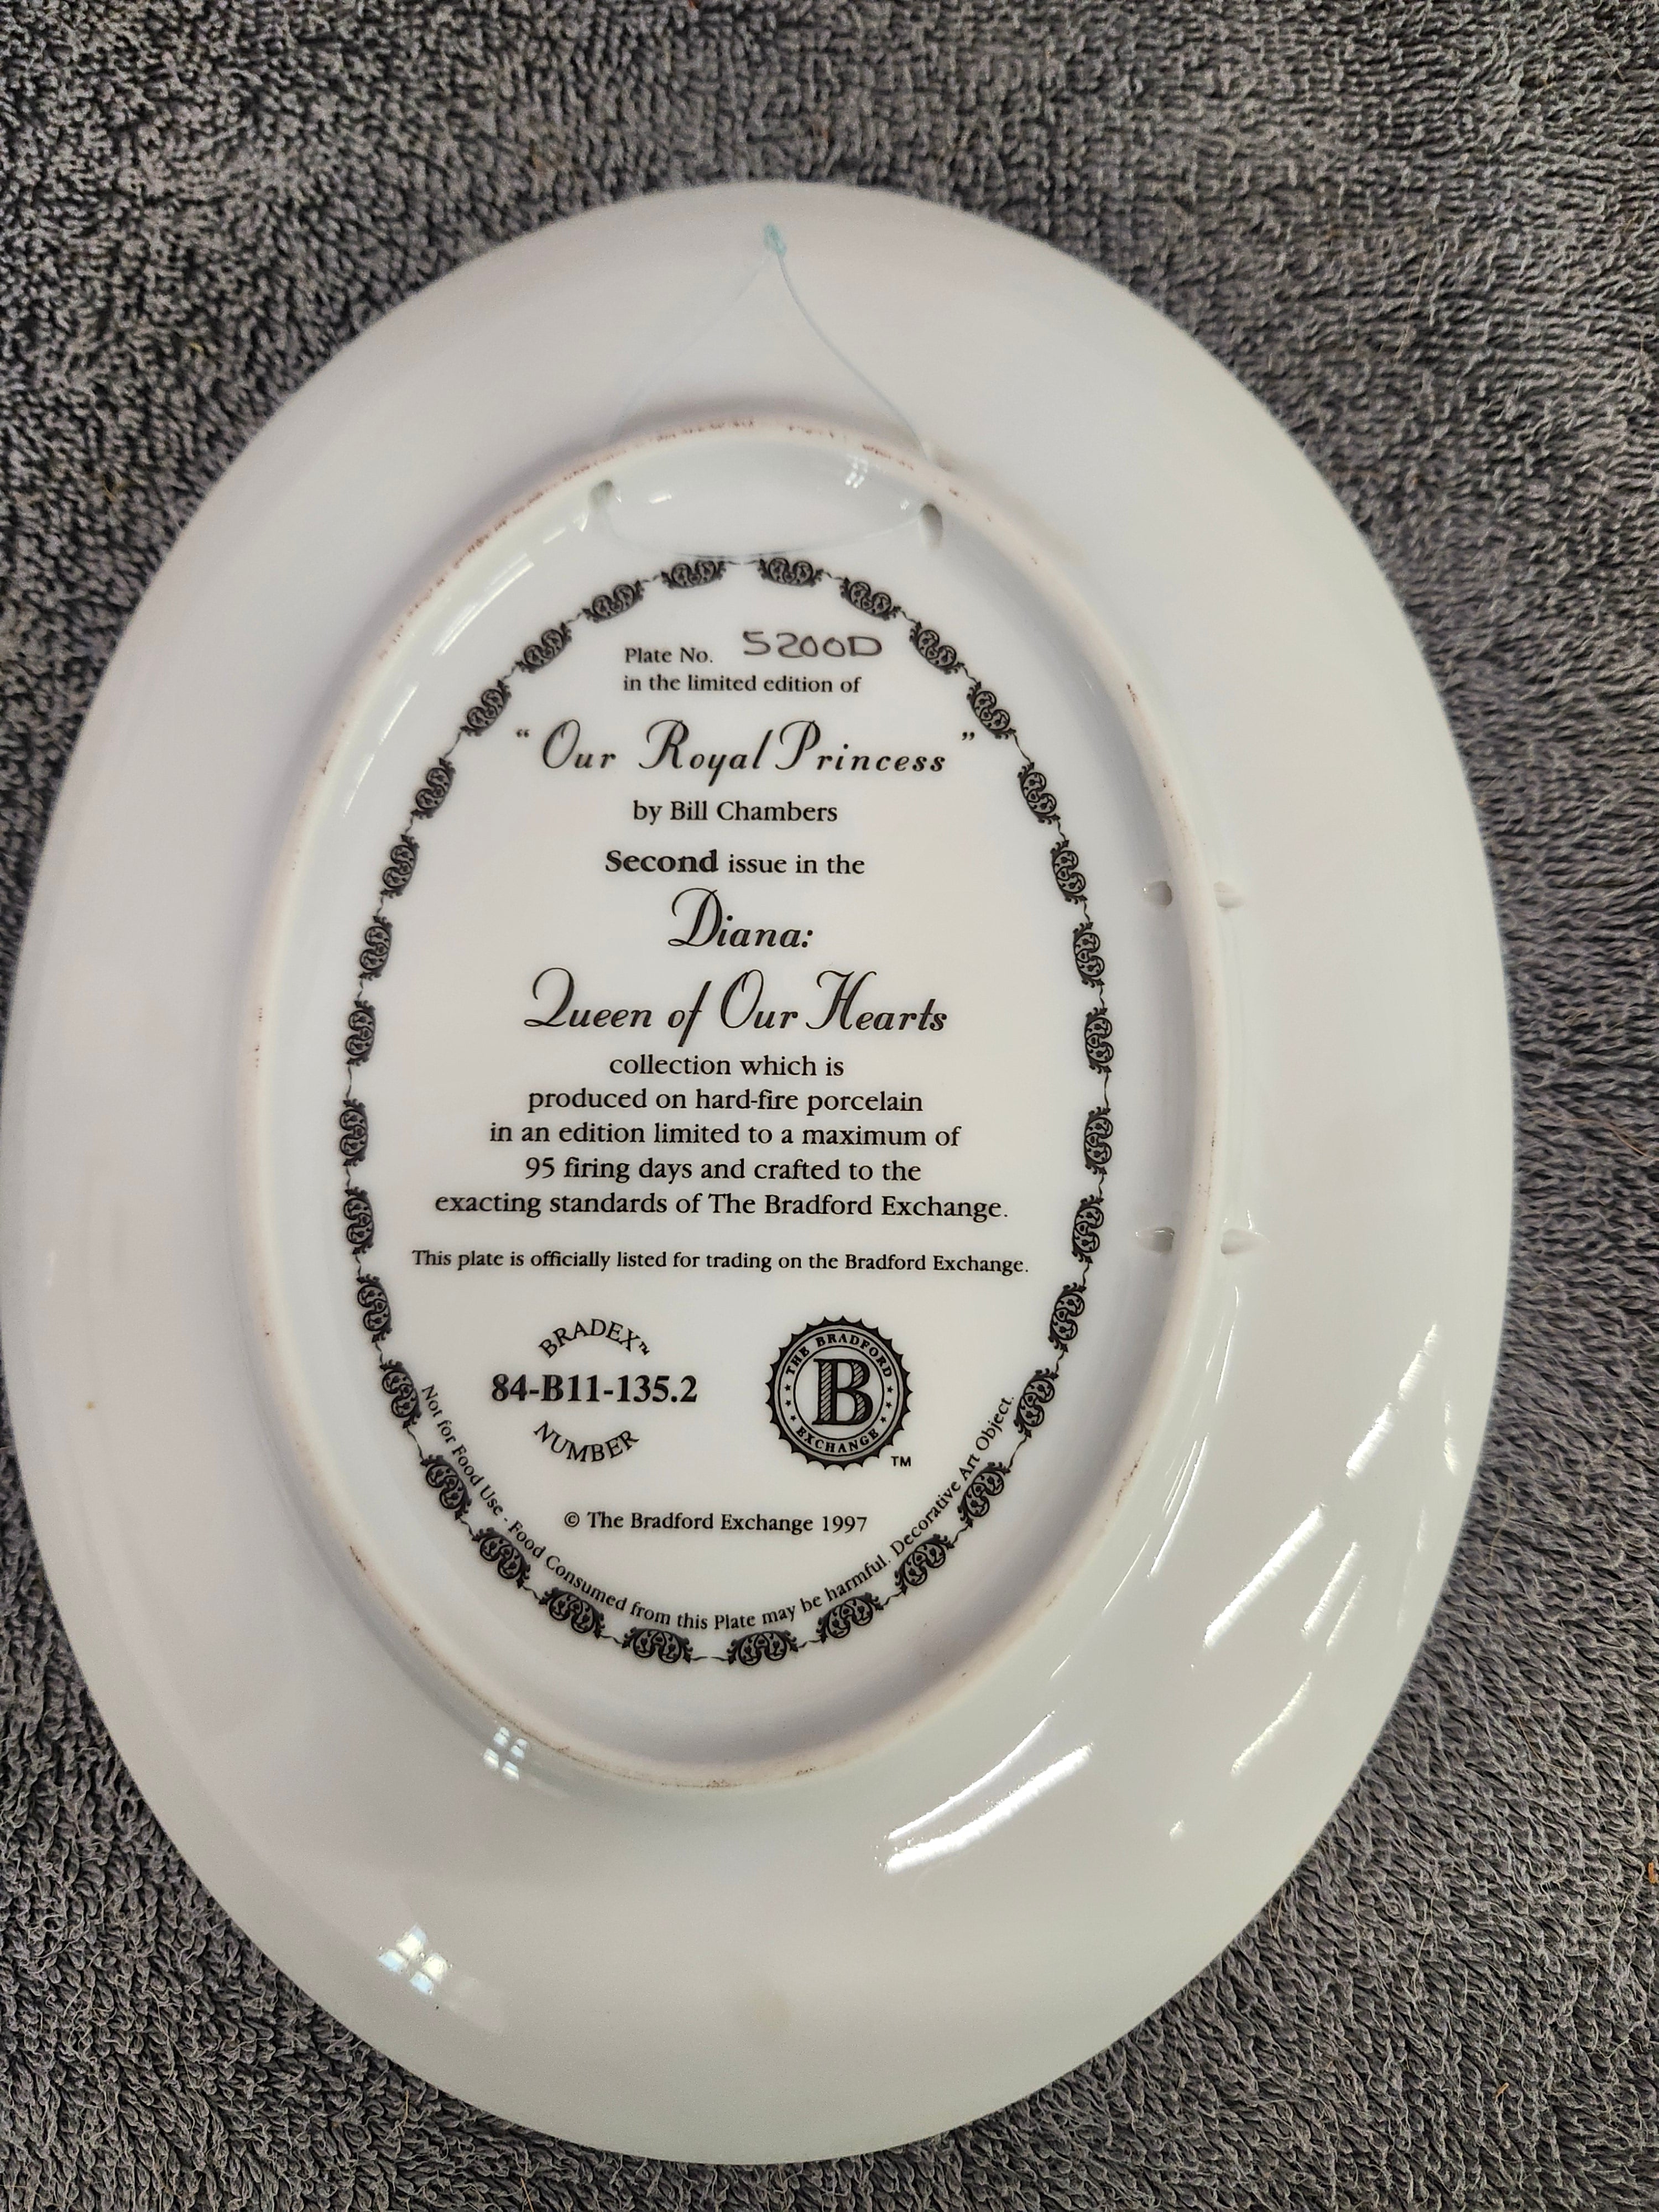 Plate No. 5200D
in the limited edition of
“Our Royal Princess”
by Bill Chambers
Second issue in the
Diana:
Queen of Our Hearts
collection which is
produced on hard-fire porcelain
in an edition limited to a maximum of
95 firing days and crafted to the
exacting standards of The Bradford Exchange.
This plate is officially listed for trading on the Bradford Exchange.
BRADEX™
84-B11-135.2
NUMBER
THE BRADFORD
B
EXCHANGE
TM
© The Bradford Exchange 1997
Not for Food Use - Food Consumed from this Plate may be harmful. Decorative Art Object.